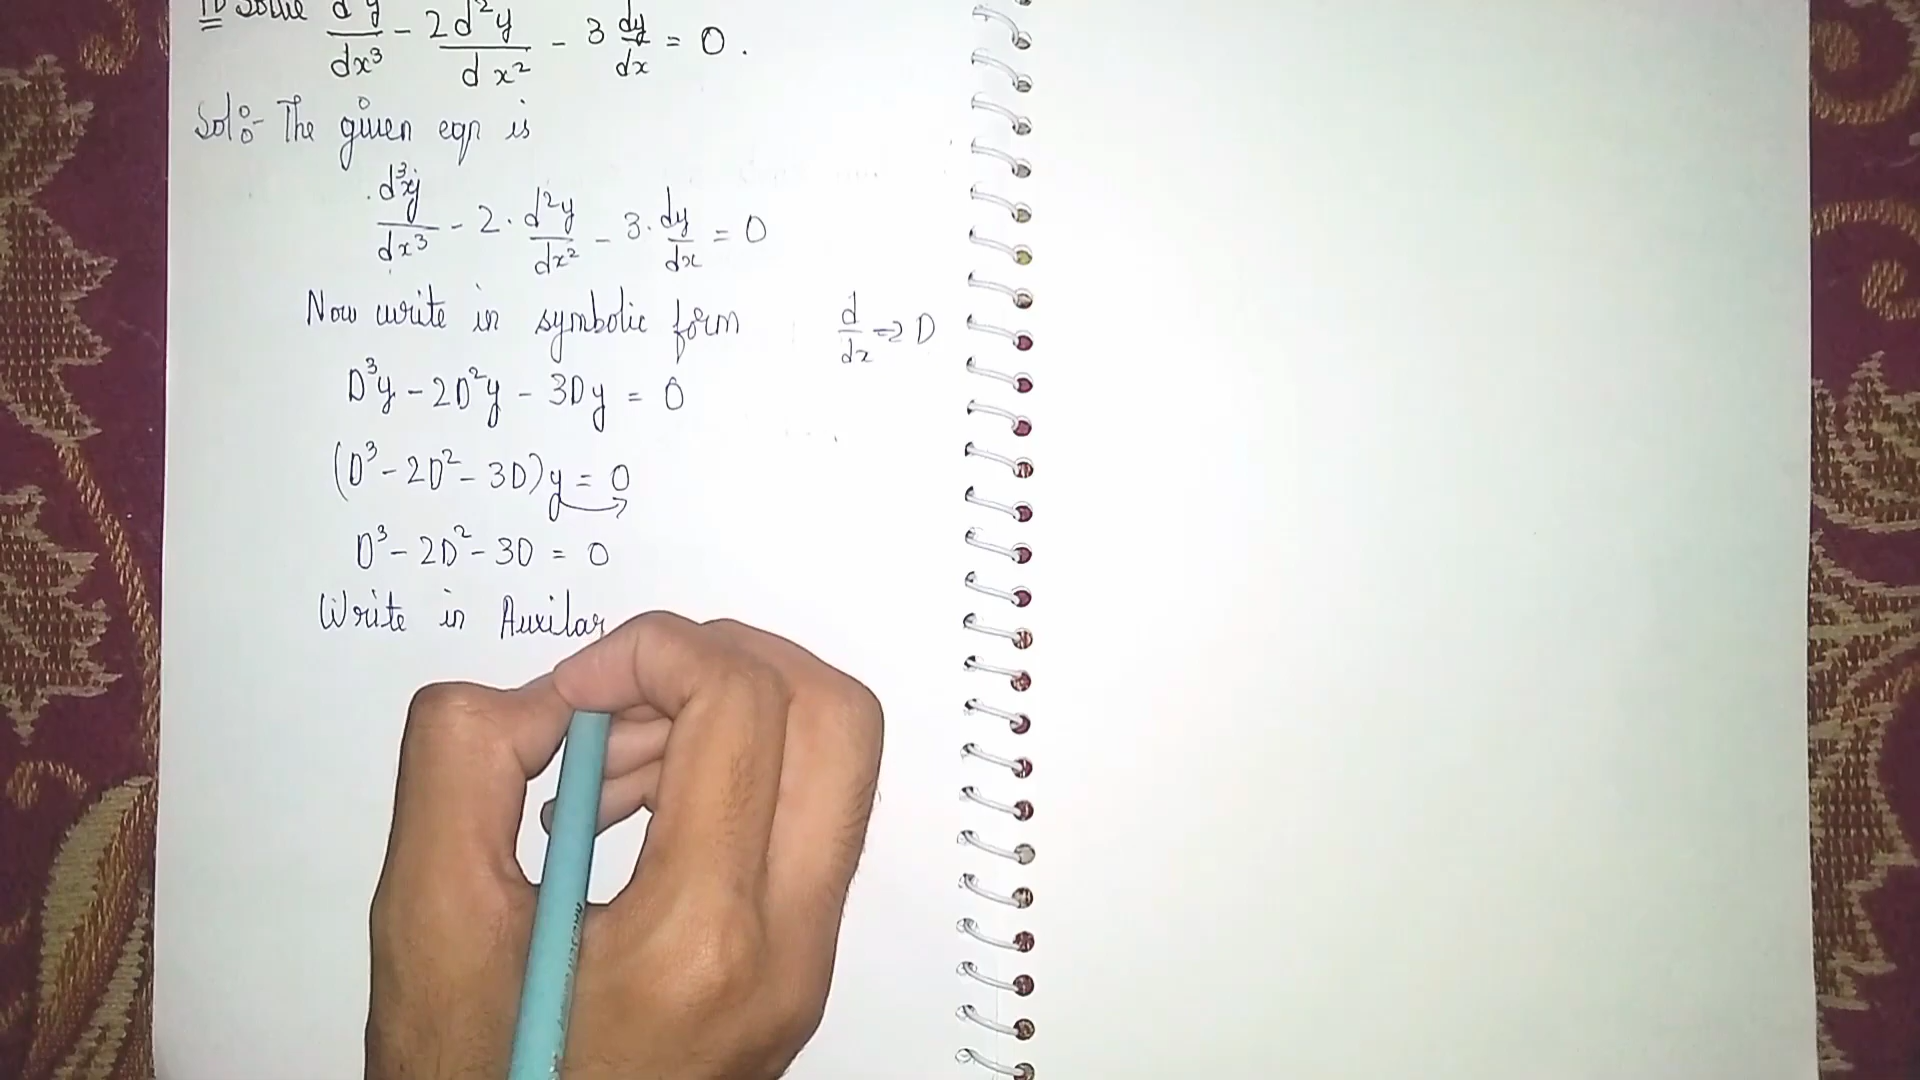 1) Solve d³y/dx³ - 2d²y/dx² - 3 dy/dx = 0.
Sol:- The given eqn is
d³y/dx³ - 2. d²y/dx² - 3. dy/dx = 0
Now write in symbolic form d/dx => D
D³y - 2D²y - 3Dy = 0
(D³ - 2D² - 3D)y = 0
D³ - 2D² - 3D = 0
Write in Auxilar